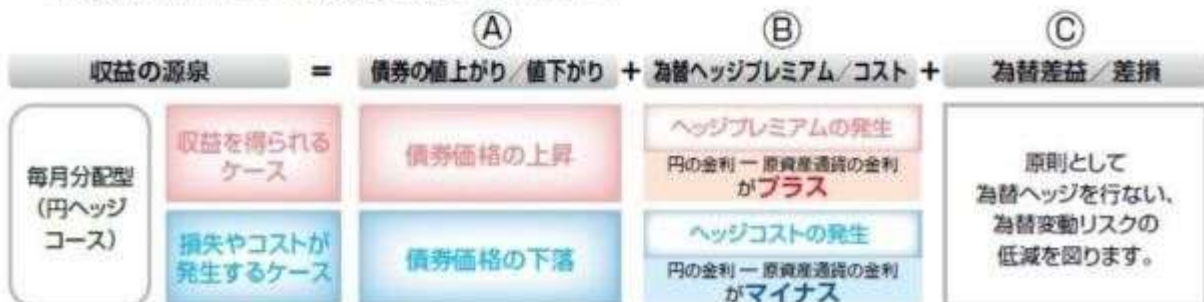 Ⓐ Ⓑ Ⓒ
収益の源泉 = 債券の値上がり/値下がり + 為替ヘッジプレミアム/コスト + 為替差益/差損
毎月分配型
(円ヘッジ
コース)
収益を得られる
ケース
債券価格の上昇
ヘッジプレミアムの発生
円の金利 ー 原資産通貨の金利
がプラス
損失やコストが
発生するケース
債券価格の下落
ヘッジコストの発生
円の金利 ー 原資産通貨の金利
がマイナス
原則として
為替ヘッジを行ない、
為替変動リスクの
低減を図ります。